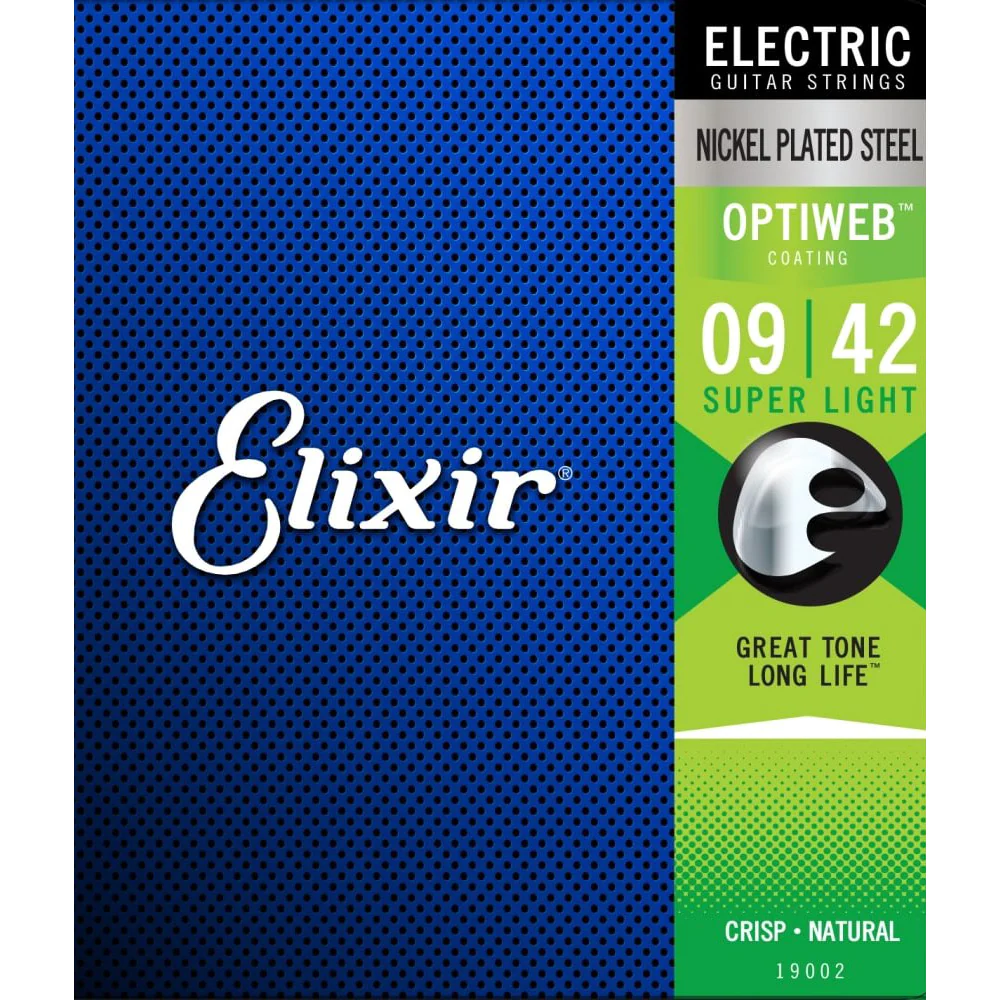 ELECTRIC
GUITAR STRINGS
NICKEL PLATED STEEL
OPTIWEB™
COATING
09 | 42
SUPER LIGHT
Elixir®
GREAT TONE
LONG LIFE™
CRISP • NATURAL
19002